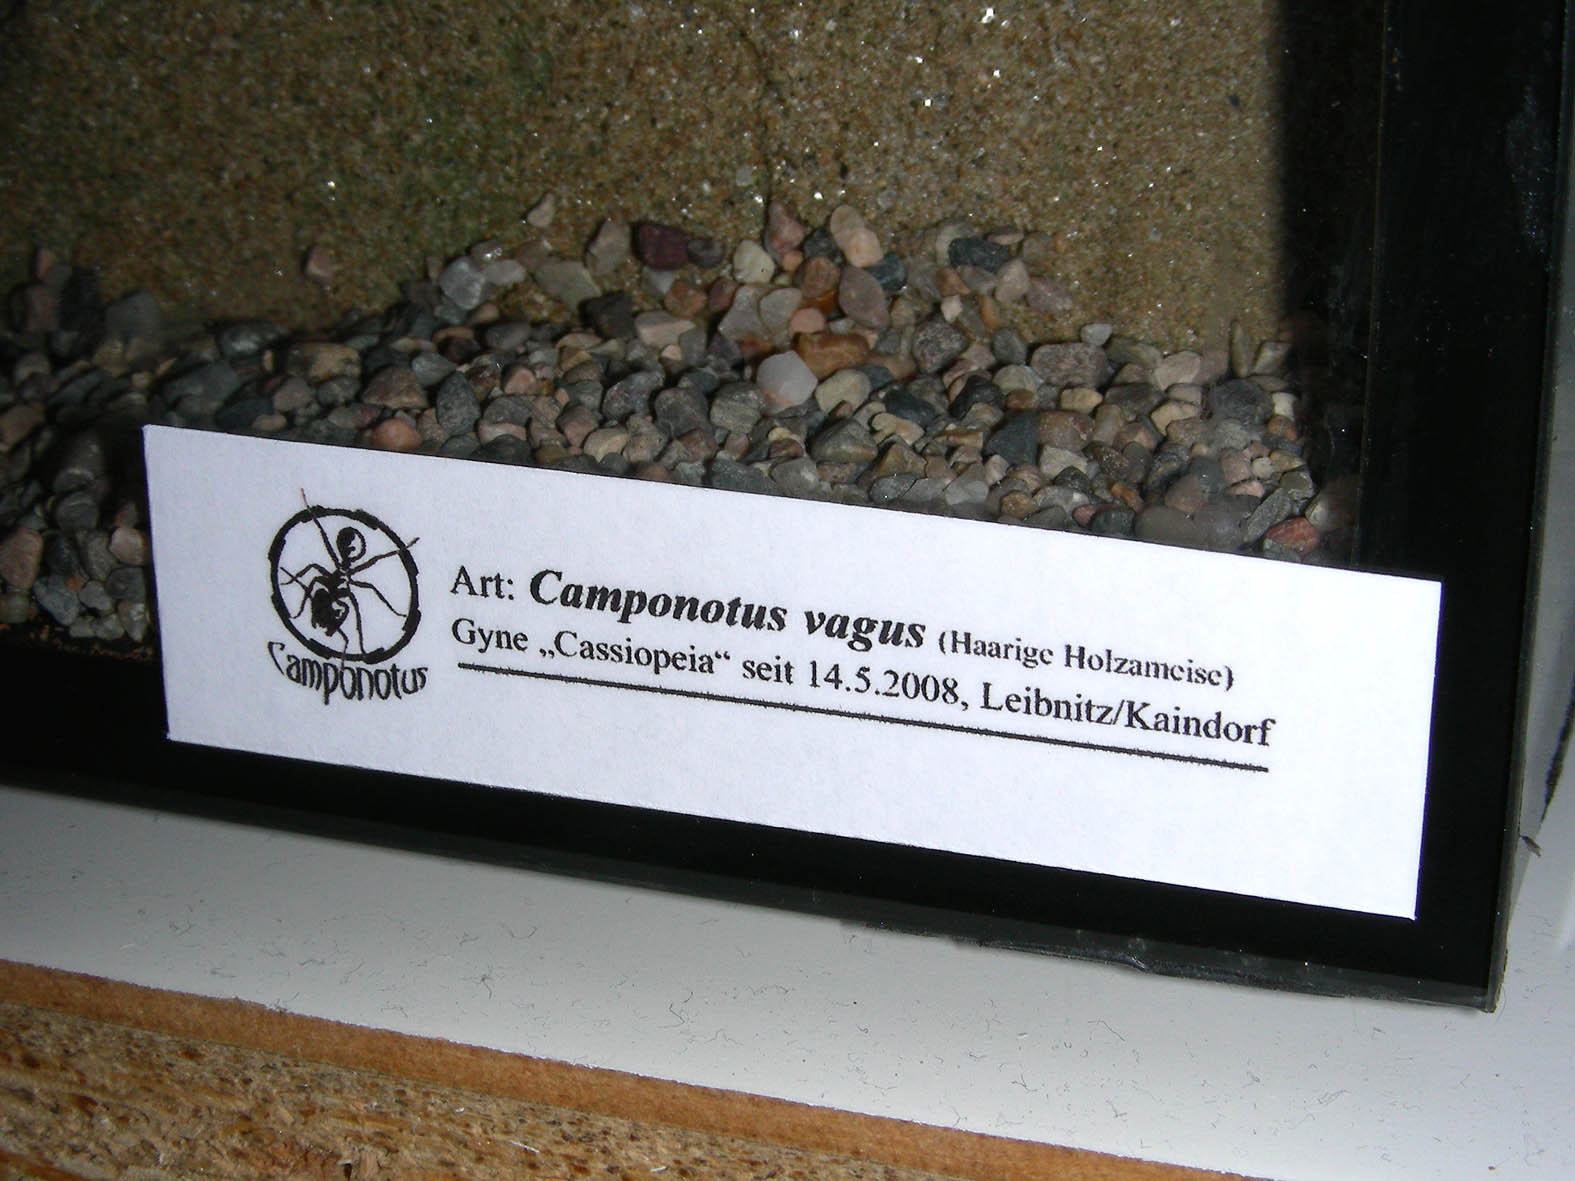 Camponotus
Art: Camponotus vagus (Haarige Holzameise)
Gyne „Cassiopeia“ seit 14.5.2008, Leibnitz/Kaindorf